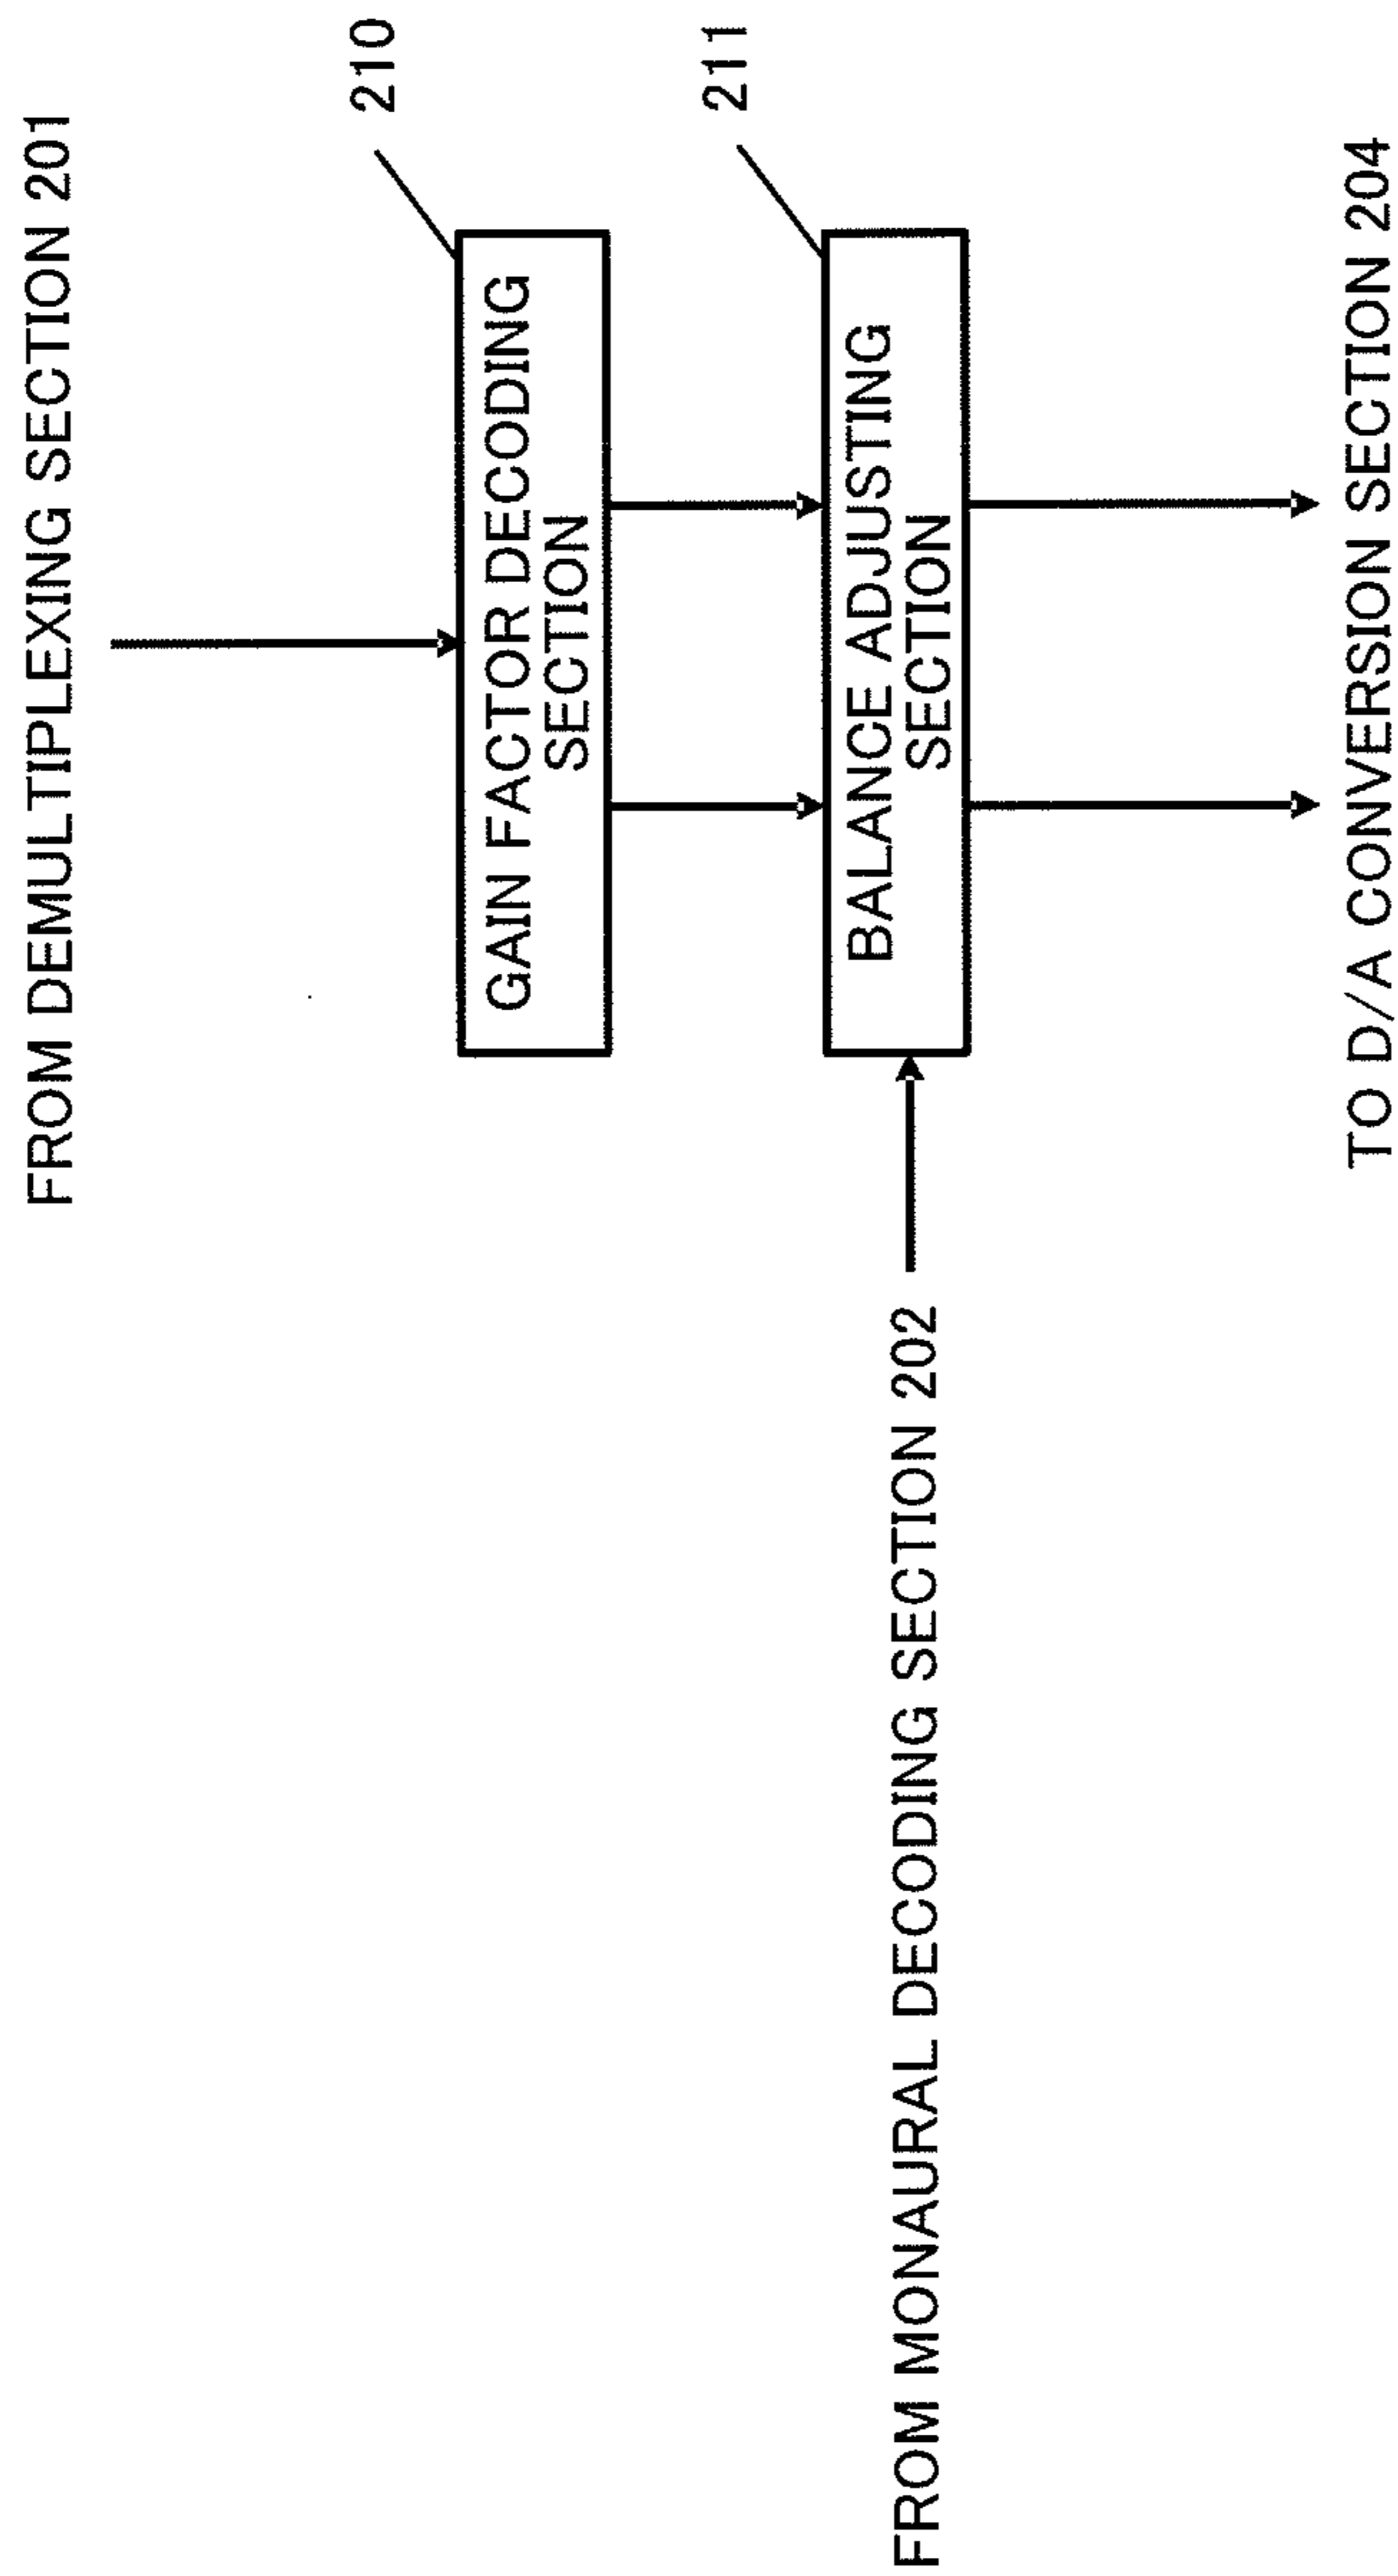 FROM DEMULTIPLEXING SECTION 201
210
GAIN FACTOR DECODING
SECTION
211
BALANCE ADJUSTING
SECTION
FROM MONAURAL DECODING SECTION 202
TO D/A CONVERSION SECTION 204